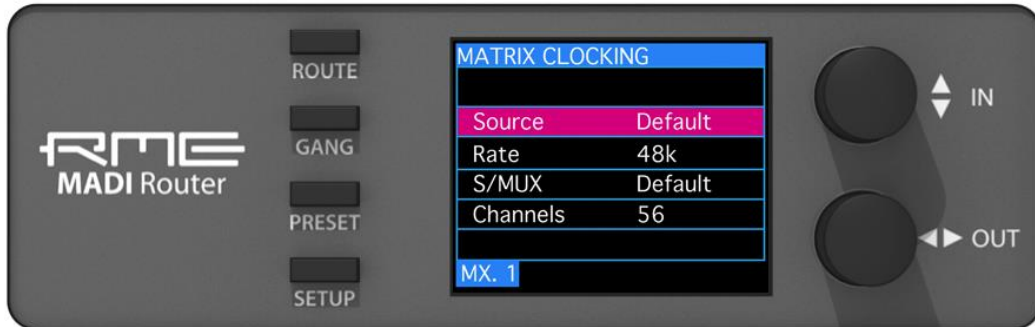 RME
MADI Router
ROUTE
GANG
PRESET
SETUP
MATRIX CLOCKING
Source Default
Rate 48k
S/MUX Default
Channels 56
MX. 1
IN
OUT